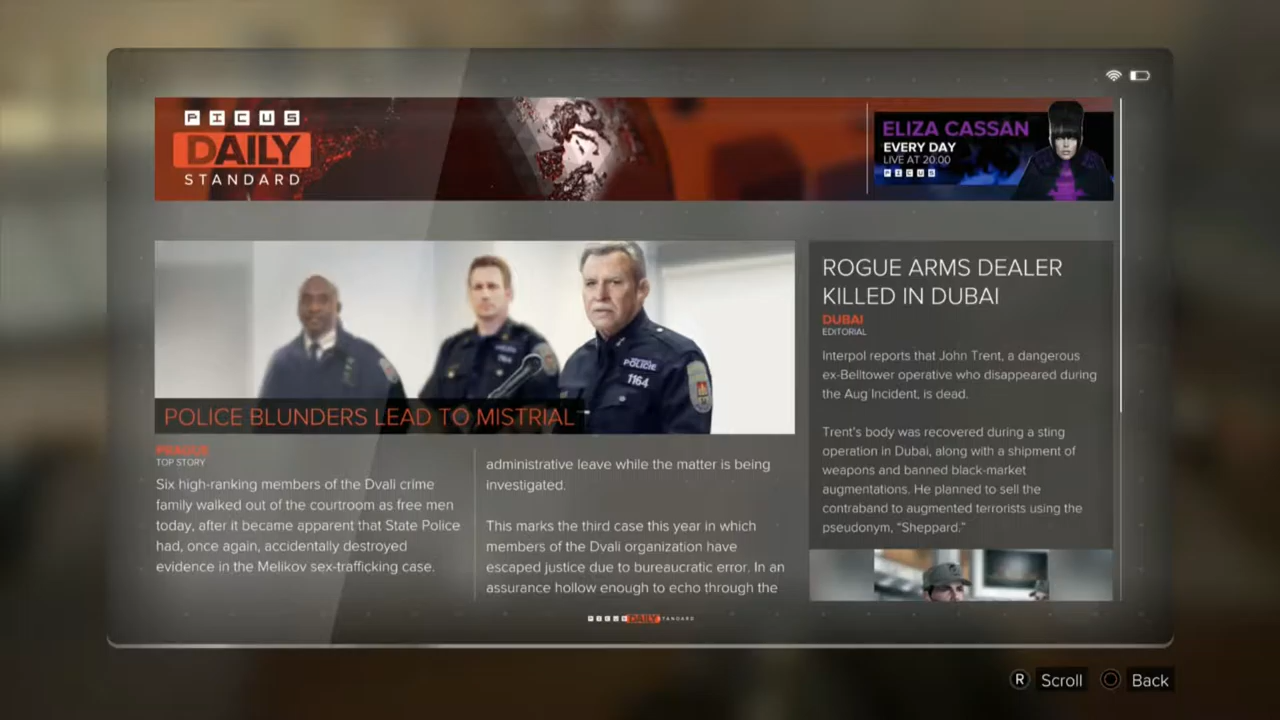 PICUS
DAILY
STANDARD
ELIZA CASSAN
EVERY DAY
LIVE AT 20:00
PICUS
POLICIE
1164
POLICE BLUNDERS LEAD TO MISTRIAL
PRAGUE
TOP STORY
Six high-ranking members of the Dvali crime
family walked out of the courtroom as free men
today, after it became apparent that State Police
had, once again, accidentally destroyed
evidence in the Melikov sex-trafficking case.
administrative leave while the matter is being
investigated.
This marks the third case this year in which
members of the Dvali organization have
escaped justice due to bureaucratic error. In an
assurance hollow enough to echo through the
ROGUE ARMS DEALER
KILLED IN DUBAI
DUBAI
EDITORIAL
Interpol reports that John Trent, a dangerous
ex-Belltower operative who disappeared during
the Aug Incident, is dead.
Trent's body was recovered during a sting
operation in Dubai, along with a shipment of
weapons and banned black-market
augmentations. He planned to sell the
contraband to augmented terrorists using the
pseudonym, “Sheppard.”
PICUS DAILY STANDARD
R Scroll Back